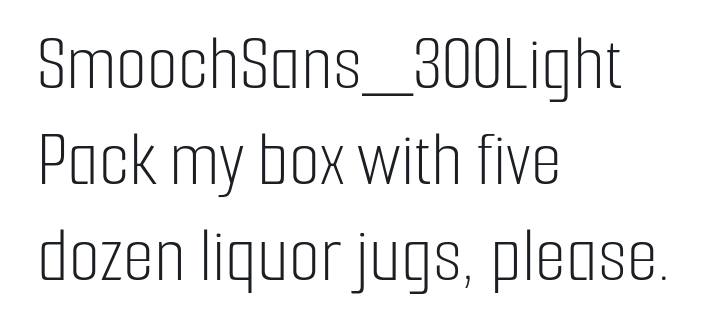 SmoochSans__300Light
Pack my box with five
dozen liquor jugs, please.